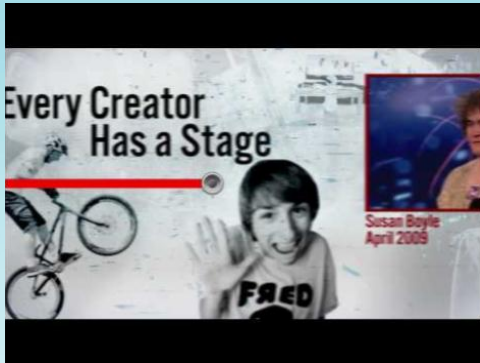 Every Creator
Has a Stage
Susan Boyle
April 2009
FRED